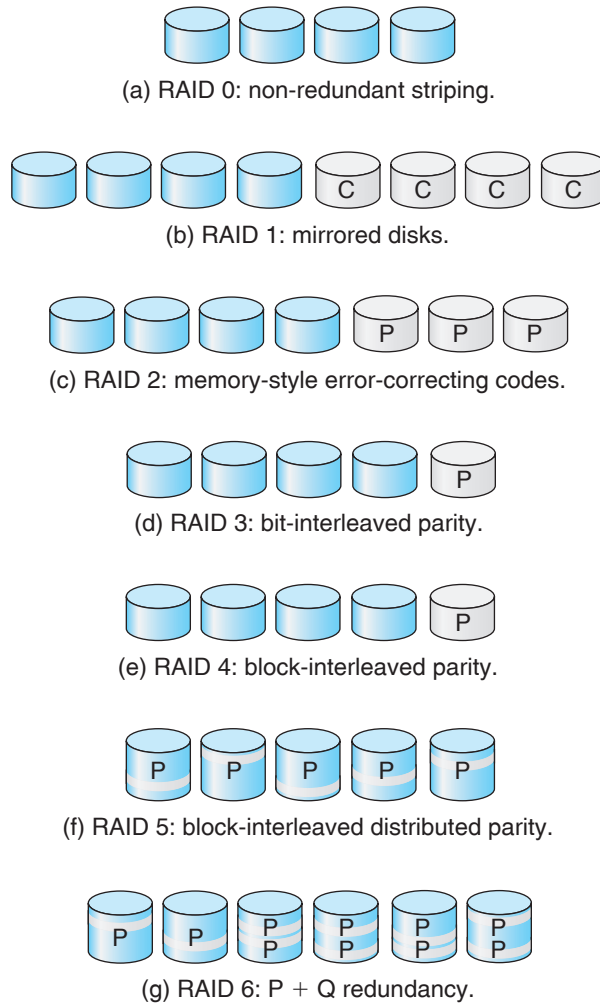 (a) RAID 0: non-redundant striping.
C C C C
(b) RAID 1: mirrored disks.
P P P
(c) RAID 2: memory-style error-correcting codes.
P
(d) RAID 3: bit-interleaved parity.
P
(e) RAID 4: block-interleaved parity.
P P P P P
(f) RAID 5: block-interleaved distributed parity.
P P P P P P
P P P P
(g) RAID 6: P + Q redundancy.